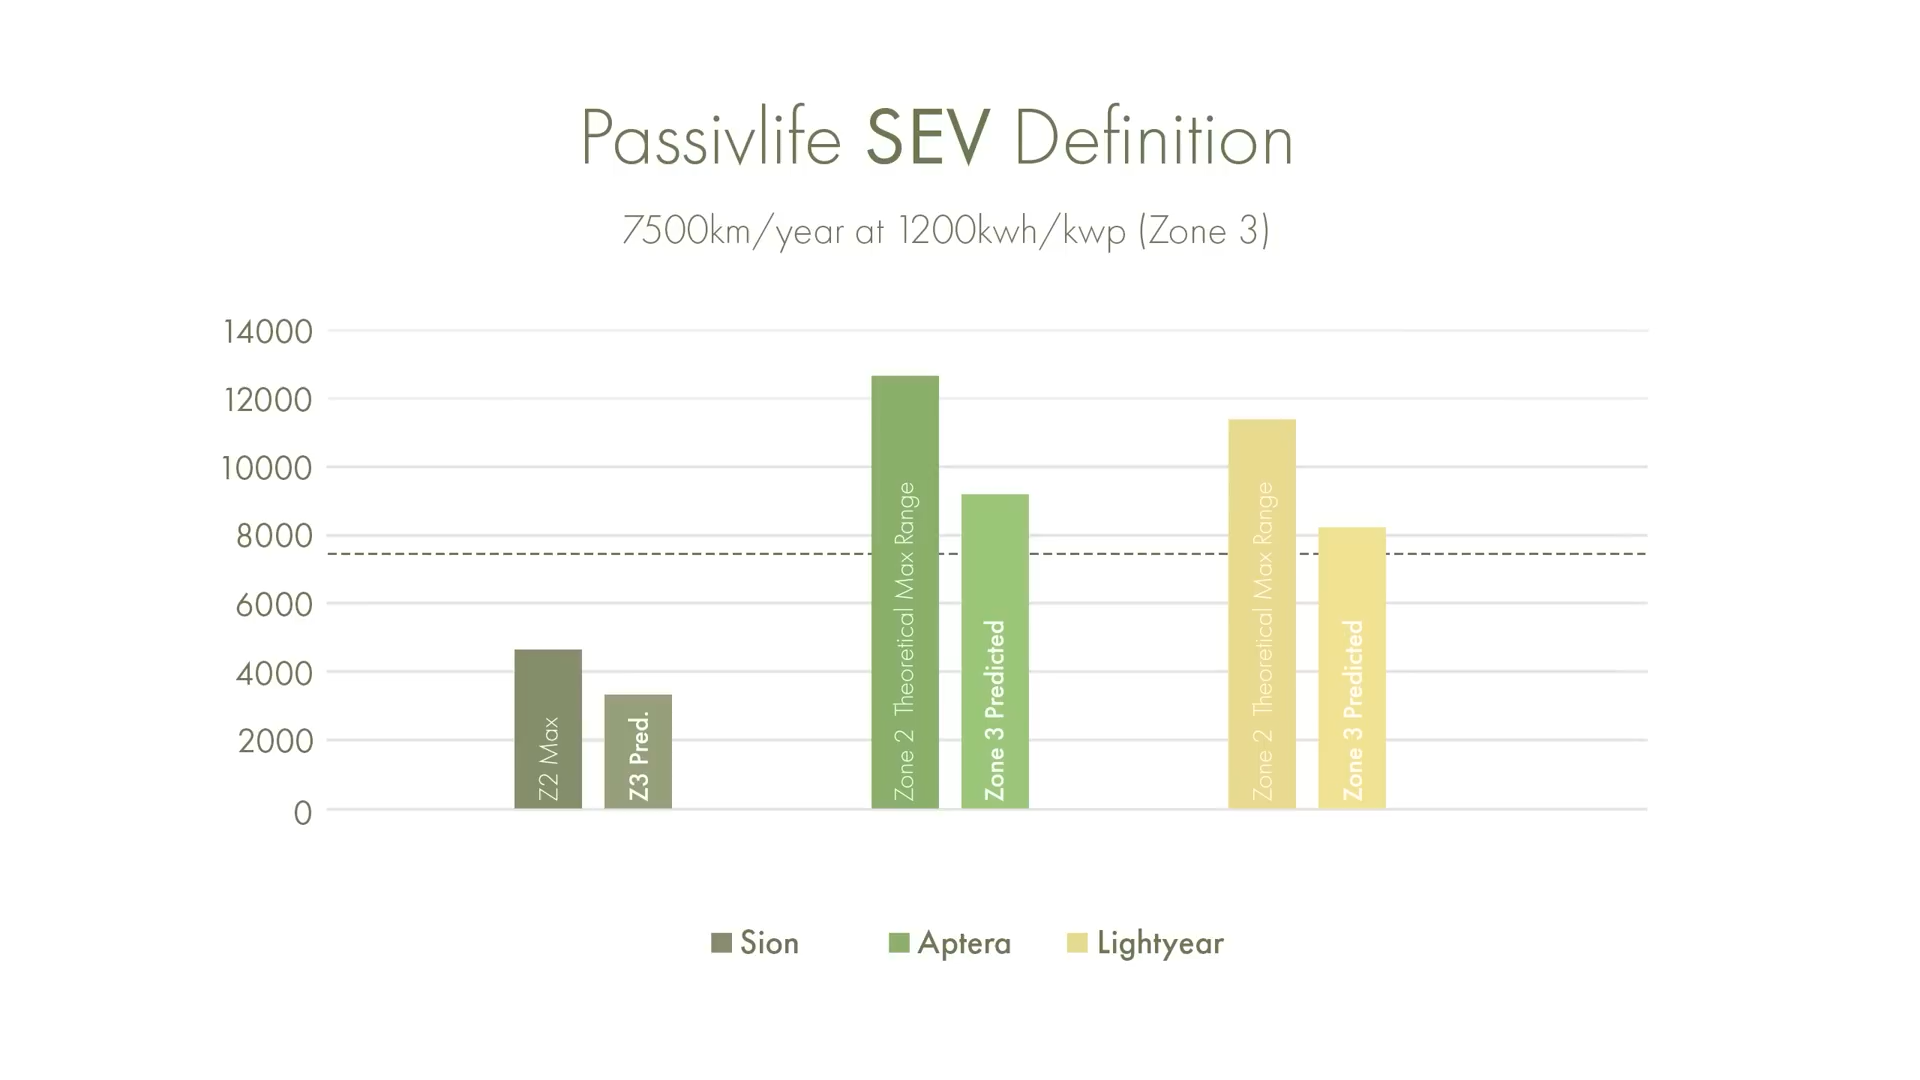 Passivlife SEV Definition
7500km/year at 1200kwh/kwp (Zone 3)
14000
12000
10000
8000
6000
4000
2000
0
Z2 Max
Z3 Pred.
Zone 2 Theoretical Max Range
Zone 3 Predicted
Zone 2 Theoretical Max Range
Zone 3 Predicted
Sion
Aptera
Lightyear